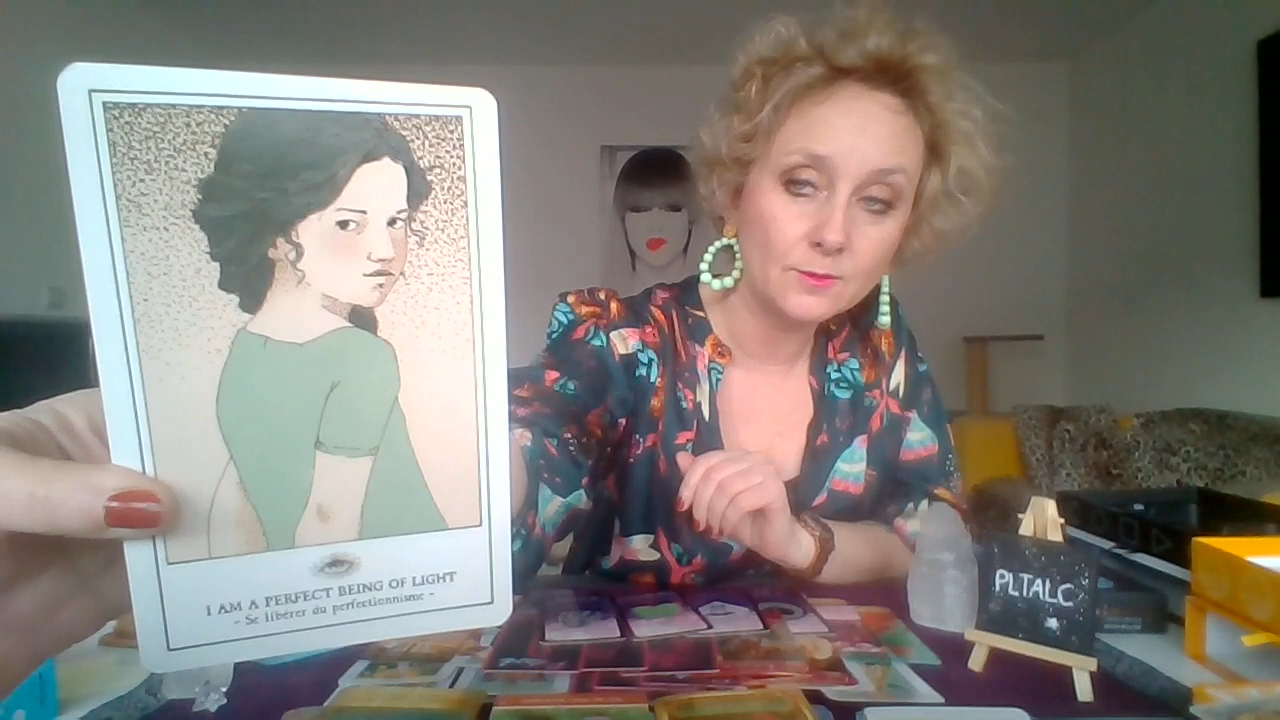 I AM A PERFECT BEING OF LIGHT
- Se libérer du perfectionnisme -
PLTALC